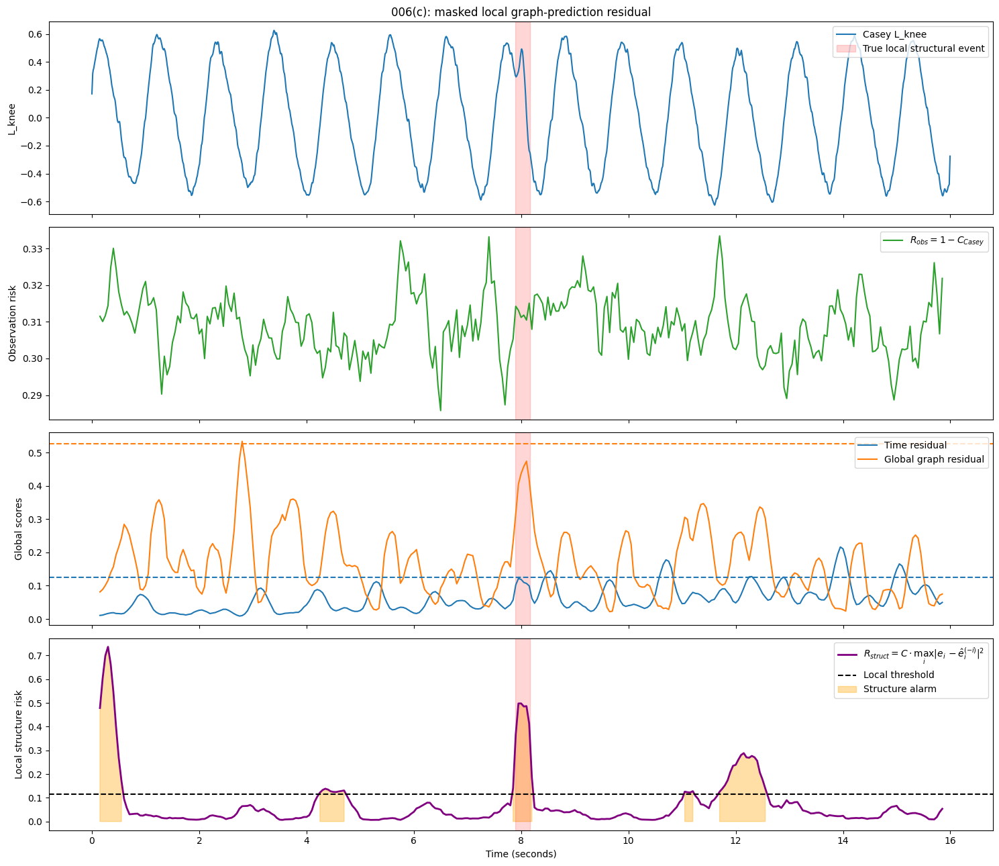 006(c): masked local graph-prediction residual
L_knee
0.6
0.4
0.2
0.0
−0.2
−0.4
−0.6
Casey L_knee
True local structural event
Observation risk
0.33
0.32
0.31
0.30
0.29
R_obs = 1 − C_Casey
Global scores
0.5
0.4
0.3
0.2
0.1
0.0
Time residual
Global graph residual
Local structure risk
0.7
0.6
0.5
0.4
0.3
0.2
0.1
0.0
R_struct = C · max_i |e_i − ê_i^(−i)|²
Local threshold
Structure alarm
0 2 4 6 8 10 12 14 16
Time (seconds)